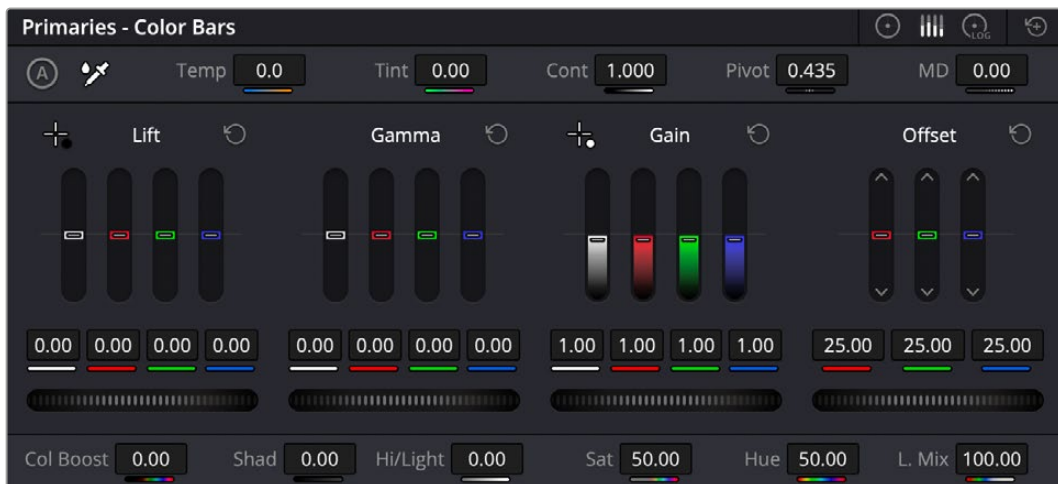 Primaries - Color Bars
LOG
A Temp 0.0 Tint 0.00 Cont 1.000 Pivot 0.435 MD 0.00
Lift Gamma Gain Offset
0.00 0.00 0.00 0.00 0.00 0.00 0.00 0.00 1.00 1.00 1.00 1.00 25.00 25.00 25.00
Col Boost 0.00 Shad 0.00 Hi/Light 0.00 Sat 50.00 Hue 50.00 L. Mix 100.00